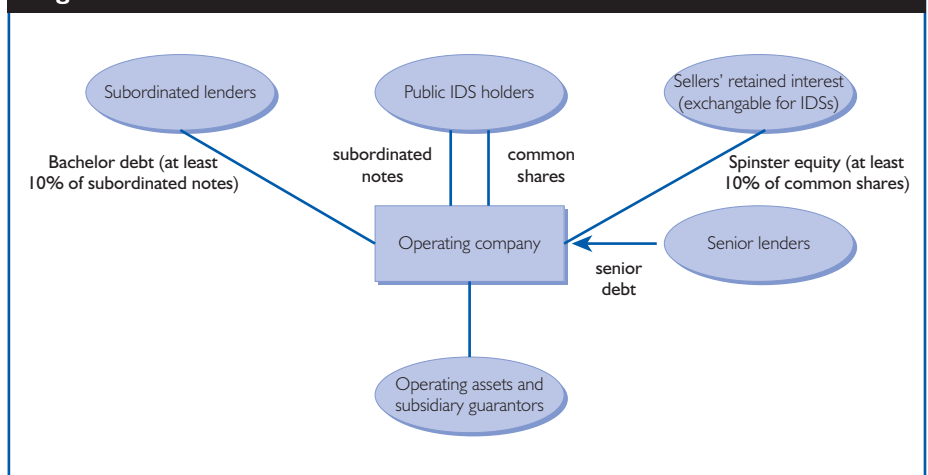 Subordinated lenders
Public IDS holders
Sellers' retained interest
(exchangable for IDSs)
Bachelor debt (at least
10% of subordinated notes)
subordinated
notes
common
shares
Spinster equity (at least
10% of common shares)
Operating company
Senior lenders
senior
debt
Operating assets and
subsidiary guarantors